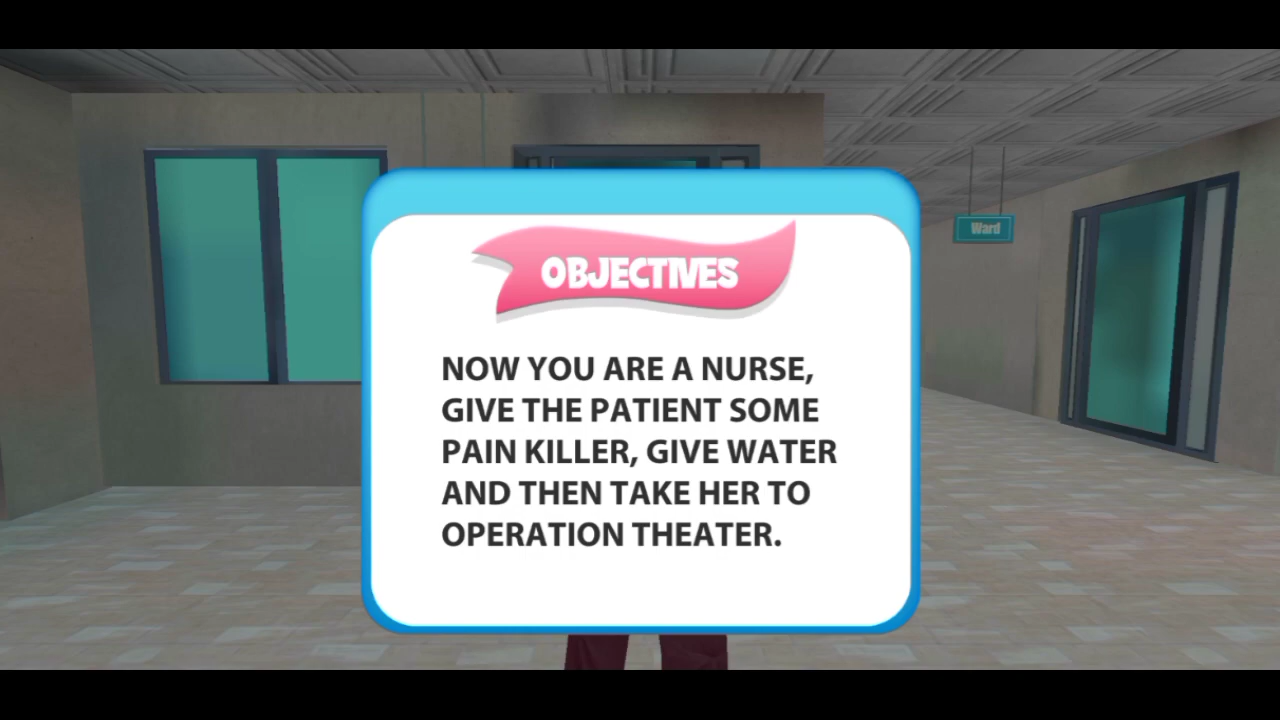 OBJECTIVES
NOW YOU ARE A NURSE,
GIVE THE PATIENT SOME
PAIN KILLER, GIVE WATER
AND THEN TAKE HER TO
OPERATION THEATER.
Ward